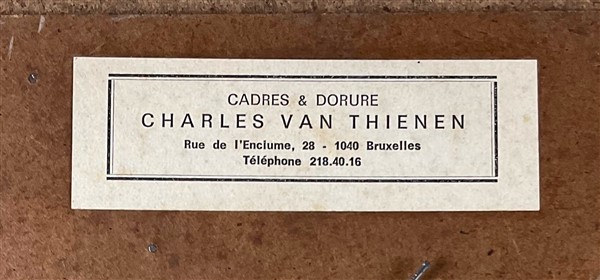 CADRES & DORURE
CHARLES VAN THIENEN
Rue de l'Enclume, 28 - 1040 Bruxelles
Téléphone 218.40.16